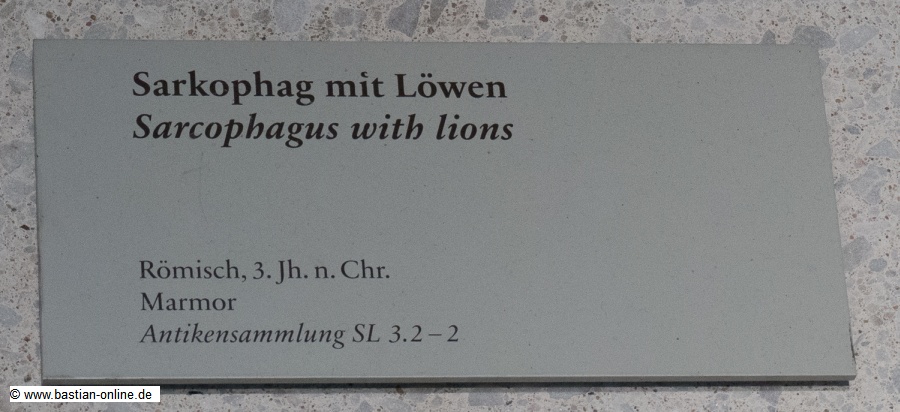 Sarkophag mit Löwen
Sarcophagus with lions
Römisch, 3. Jh. n. Chr.
Marmor
Antikensammlung SL 3.2 – 2
© www.bastian-online.de